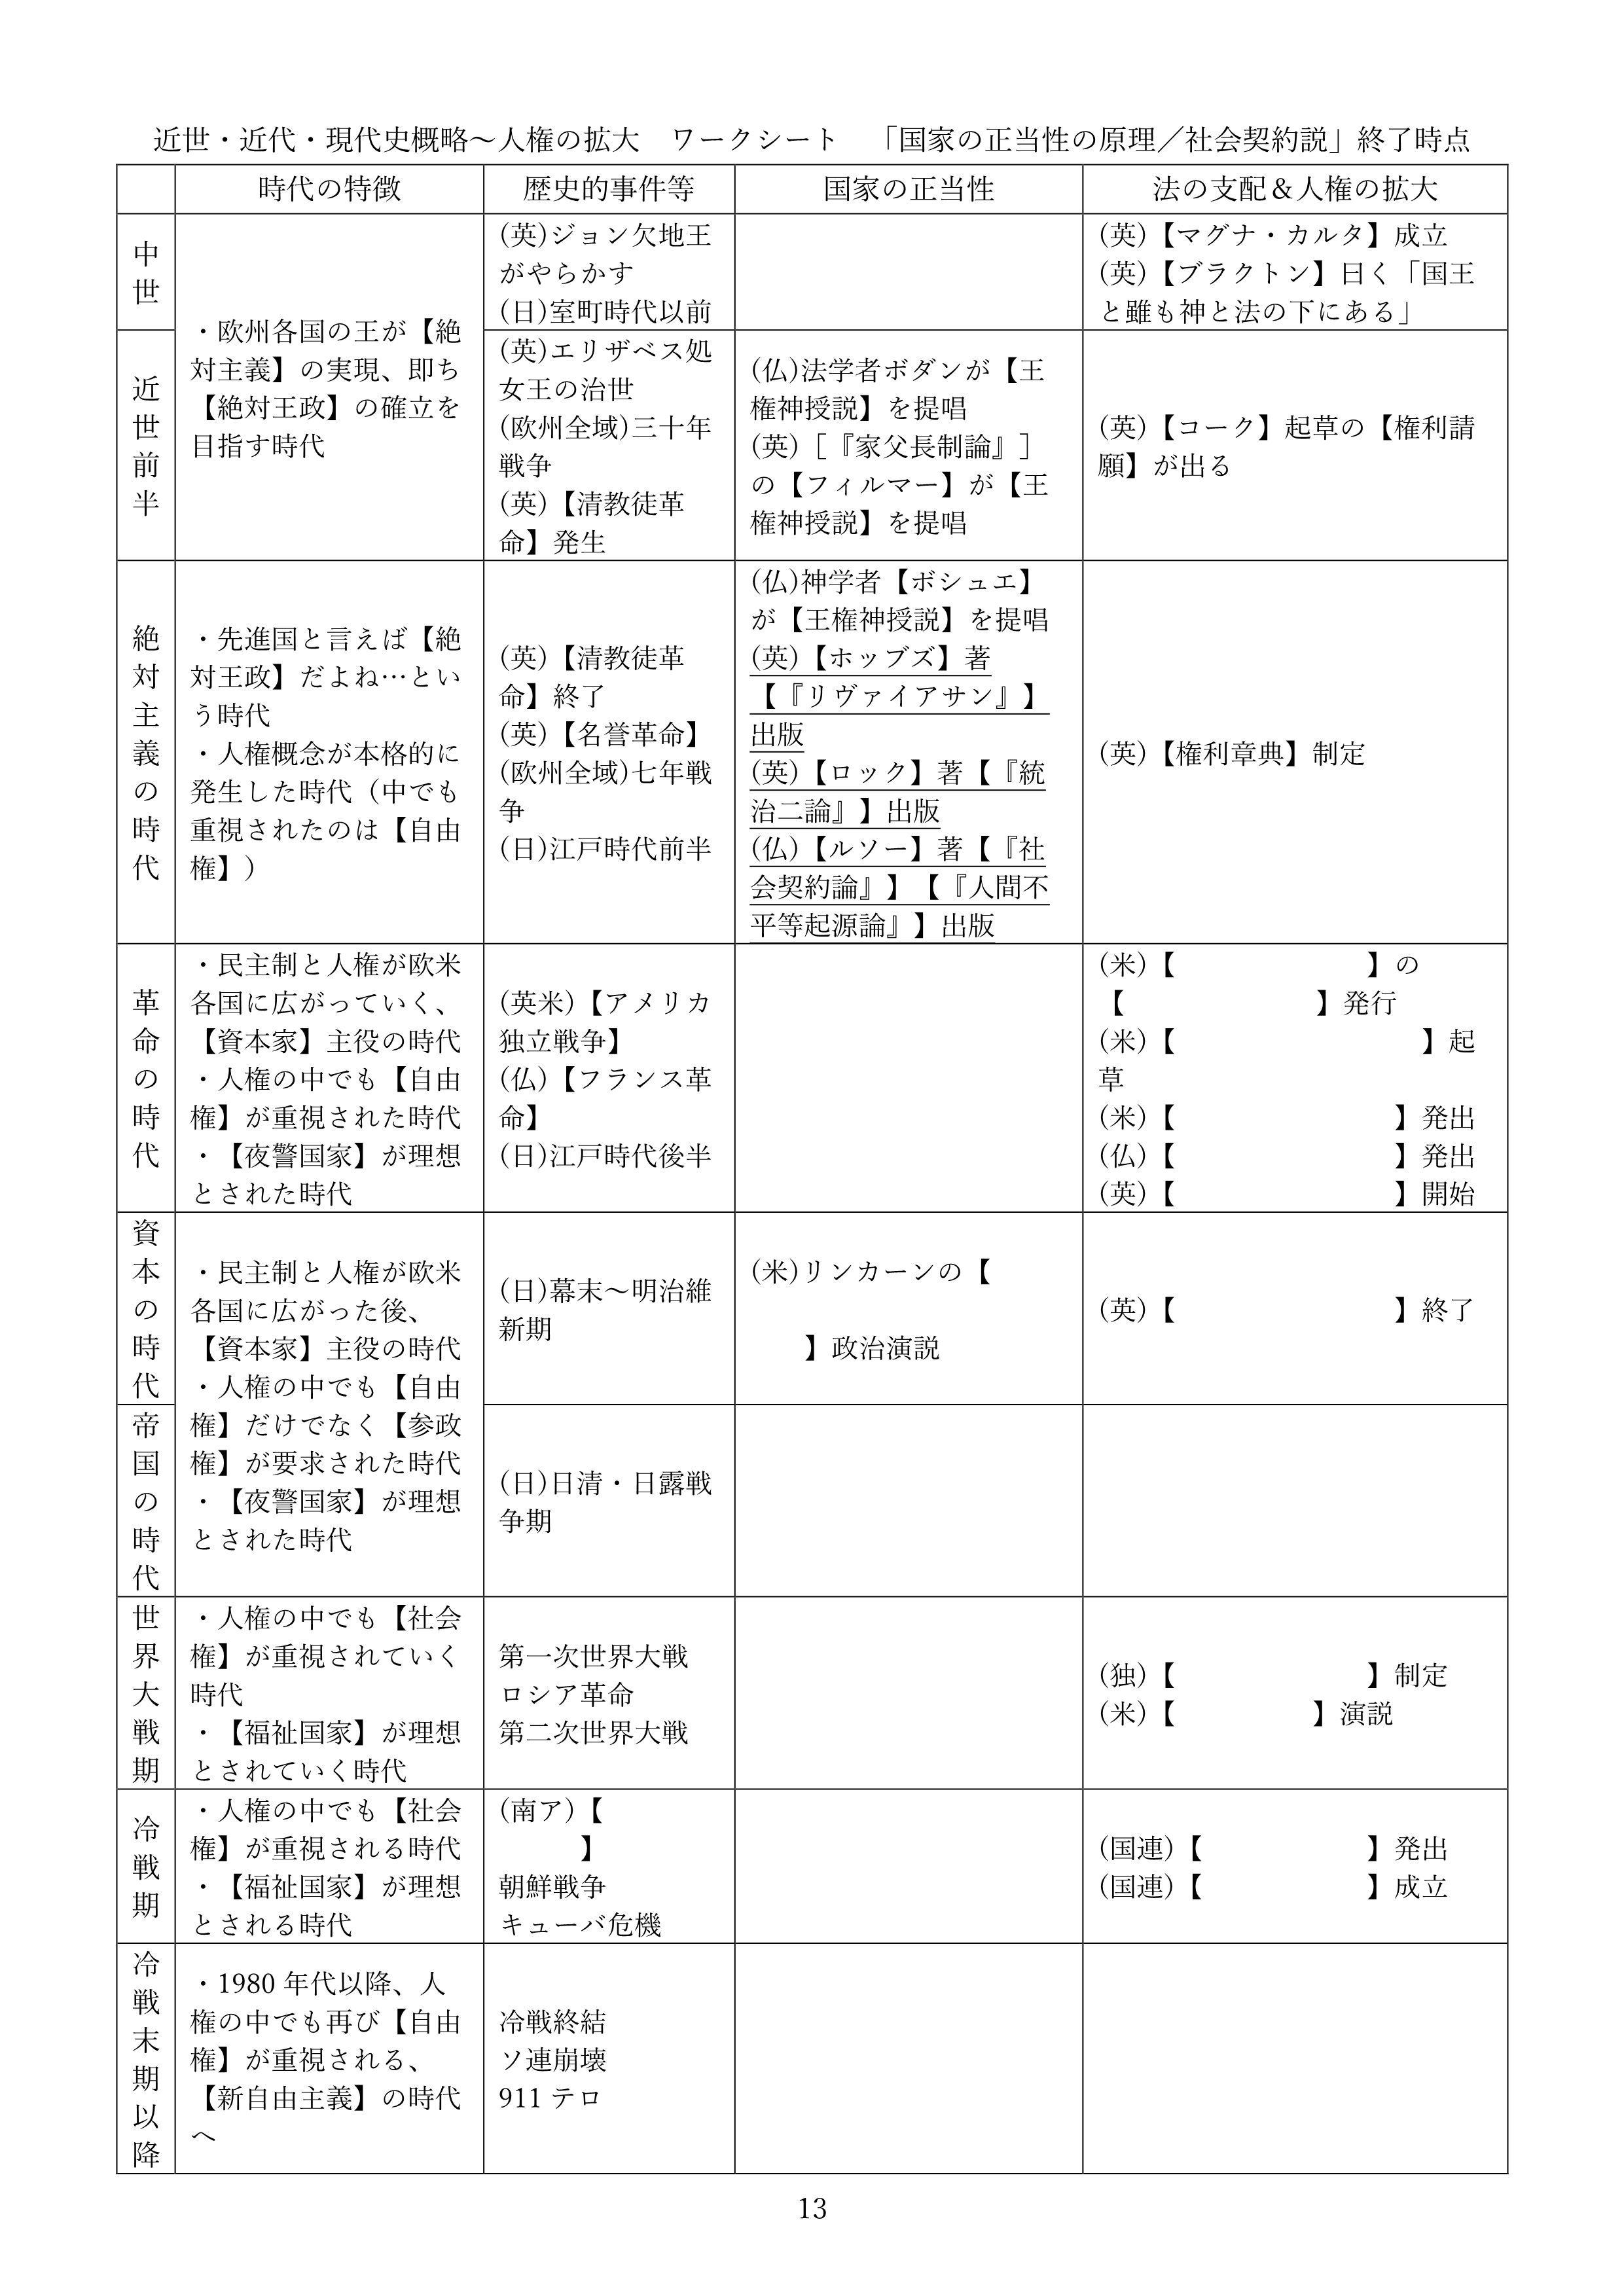 近世・近代・現代史概略～人権の拡大　ワークシート　「国家の正当性の原理／社会契約説」終了時点
時代の特徴
歴史的事件等
国家の正当性
法の支配＆人権の拡大
中世
・欧州各国の王が【絶
対主義】の実現、即ち
【絶対王政】の確立を
目指す時代
(英)ジョン欠地王
がやらかす
(日)室町時代以前
(英)【マグナ・カルタ】成立
(英)【ブラクトン】曰く「国王
と雖も神と法の下にある」
近世前半
(英)エリザベス処
女王の治世
(欧州全域)三十年
戦争
(英)【清教徒革
命】発生
(仏)法学者ボダンが【王
権神授説】を提唱
(英)［『家父長制論』］
の【フィルマー】が【王
権神授説】を提唱
(英)【コーク】起草の【権利請
願】が出る
絶対主義の時代
・先進国と言えば【絶
対王政】だよね…とい
う時代
・人権概念が本格的に
発生した時代（中でも
重視されたのは【自由
権】）
(英)【清教徒革
命】終了
(英)【名誉革命】
(欧州全域)七年戦
争
(日)江戸時代前半
(仏)神学者【ボシュエ】
が【王権神授説】を提唱
(英)【ホッブズ】著
【『リヴァイアサン』】
出版
(英)【ロック】著【『統
治二論』】出版
(仏)【ルソー】著【『社
会契約論』】【『人間不
平等起源論』】出版
(英)【権利章典】制定
革命の時代
・民主制と人権が欧米
各国に広がっていく、
【資本家】主役の時代
・人権の中でも【自由
権】が重視された時代
・【夜警国家】が理想
とされた時代
(英米)【アメリカ
独立戦争】
(仏)【フランス革
命】
(日)江戸時代後半
(米)【　　　　　　　】の
【　　　　　　　】発行
(米)【　　　　　　　　　】起
草
(米)【　　　　　　　　】発出
(仏)【　　　　　　　　】発出
(英)【　　　　　　　　】開始
資本の時代
・民主制と人権が欧米
各国に広がった後、
【資本家】主役の時代
・人権の中でも【自由
権】だけでなく【参政
権】が要求された時代
・【夜警国家】が理想
とされた時代
(日)幕末～明治維
新期
(米)リンカーンの【
】政治演説
(英)【　　　　　　　　】終了
帝国の時代
(日)日清・日露戦
争期
世界大戦期
・人権の中でも【社会
権】が重視されていく
時代
・【福祉国家】が理想
とされていく時代
第一次世界大戦
ロシア革命
第二次世界大戦
(独)【　　　　　　　】制定
(米)【　　　　　】演説
冷戦期
・人権の中でも【社会
権】が重視される時代
・【福祉国家】が理想
とされる時代
(南ア)【
】
朝鮮戦争
キューバ危機
(国連)【　　　　　　】発出
(国連)【　　　　　　】成立
冷戦末期以降
・1980 年代以降、人
権の中でも再び【自由
権】が重視される、
【新自由主義】の時代
へ
冷戦終結
ソ連崩壊
911 テロ
13